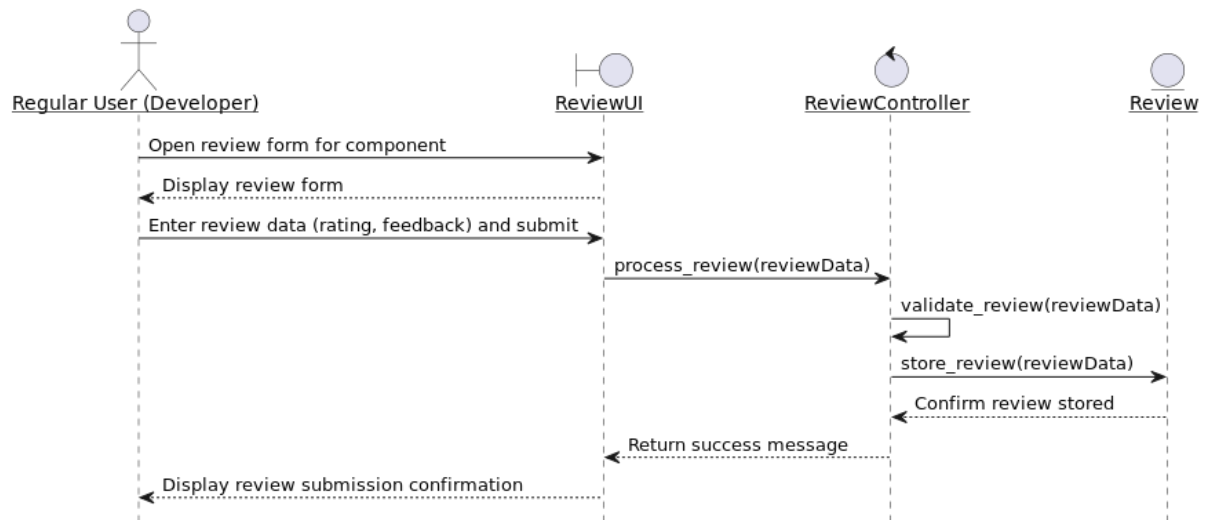 Regular User (Developer)
ReviewUI
ReviewController
Review
Open review form for component
Display review form
Enter review data (rating, feedback) and submit
process_review(reviewData)
validate_review(reviewData)
store_review(reviewData)
Confirm review stored
Return success message
Display review submission confirmation